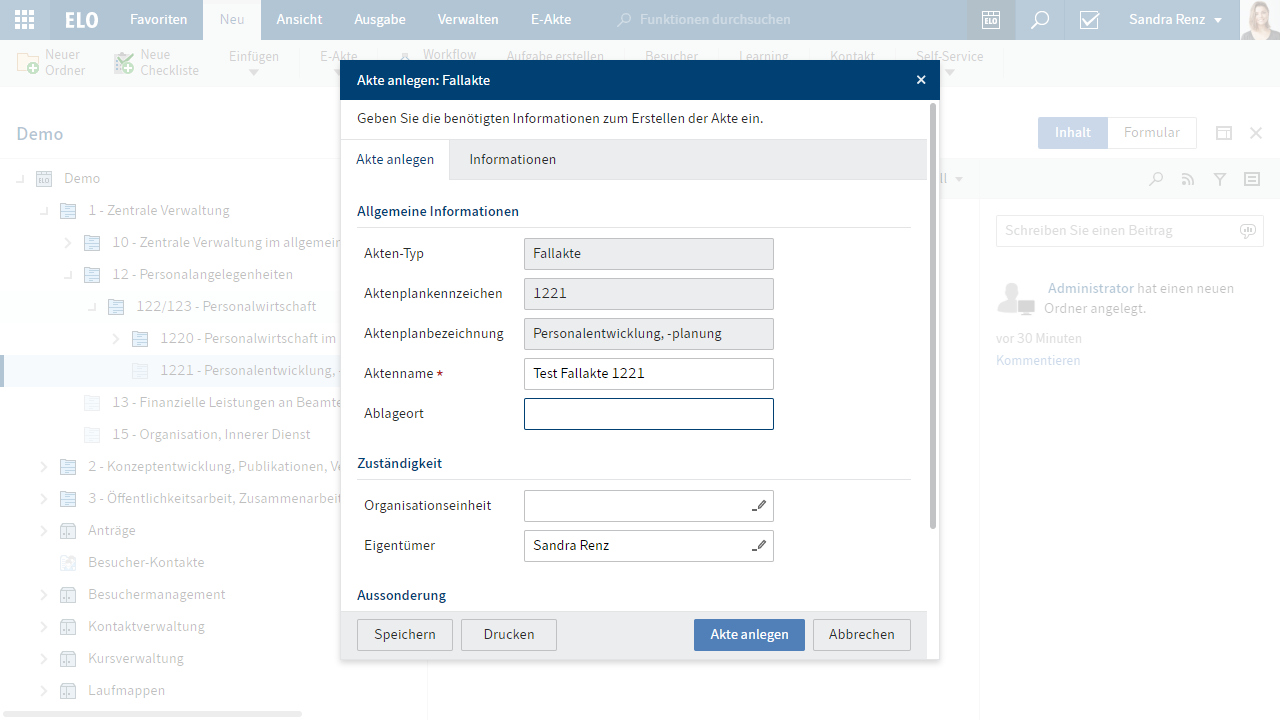 ELO Favoriten Neu Ansicht Ausgabe Verwalten E-Akte Funktionen durchsuchen ELO Sandra Renz
Neuer Ordner
Neue Checkliste
Einfügen
E-Akte
Workflow
Aufgabe erstellen
Besucher
Learning
Kontakt
Self-Service
Demo
Inhalt Formular
Demo
1 - Zentrale Verwaltung
10 - Zentrale Verwaltung im allgemein
12 - Personalangelegenheiten
122/123 - Personalwirtschaft
1220 - Personalwirtschaft im
1221 - Personalentwicklung, -
13 - Finanzielle Leistungen an Beamte
15 - Organisation, Innerer Dienst
2 - Konzeptentwicklung, Publikationen, Ve
3 - Öffentlichkeitsarbeit, Zusammenarbeit
Anträge
Besucher-Kontakte
Besuchermanagement
Kontaktverwaltung
Kursverwaltung
Laufmappen
Akte anlegen: Fallakte
Geben Sie die benötigten Informationen zum Erstellen der Akte ein.
Akte anlegen Informationen
Allgemeine Informationen
Akten-Typ Fallakte
Aktenplankennzeichen 1221
Aktenplanbezeichnung Personalentwicklung, -planung
Aktenname * Test Fallakte 1221
Ablageort
Zuständigkeit
Organisationseinheit
Eigentümer Sandra Renz
Aussonderung
Speichern Drucken Akte anlegen Abbrechen
Schreiben Sie einen Beitrag
Administrator hat einen neuen
Ordner angelegt.
vor 30 Minuten
Kommentieren